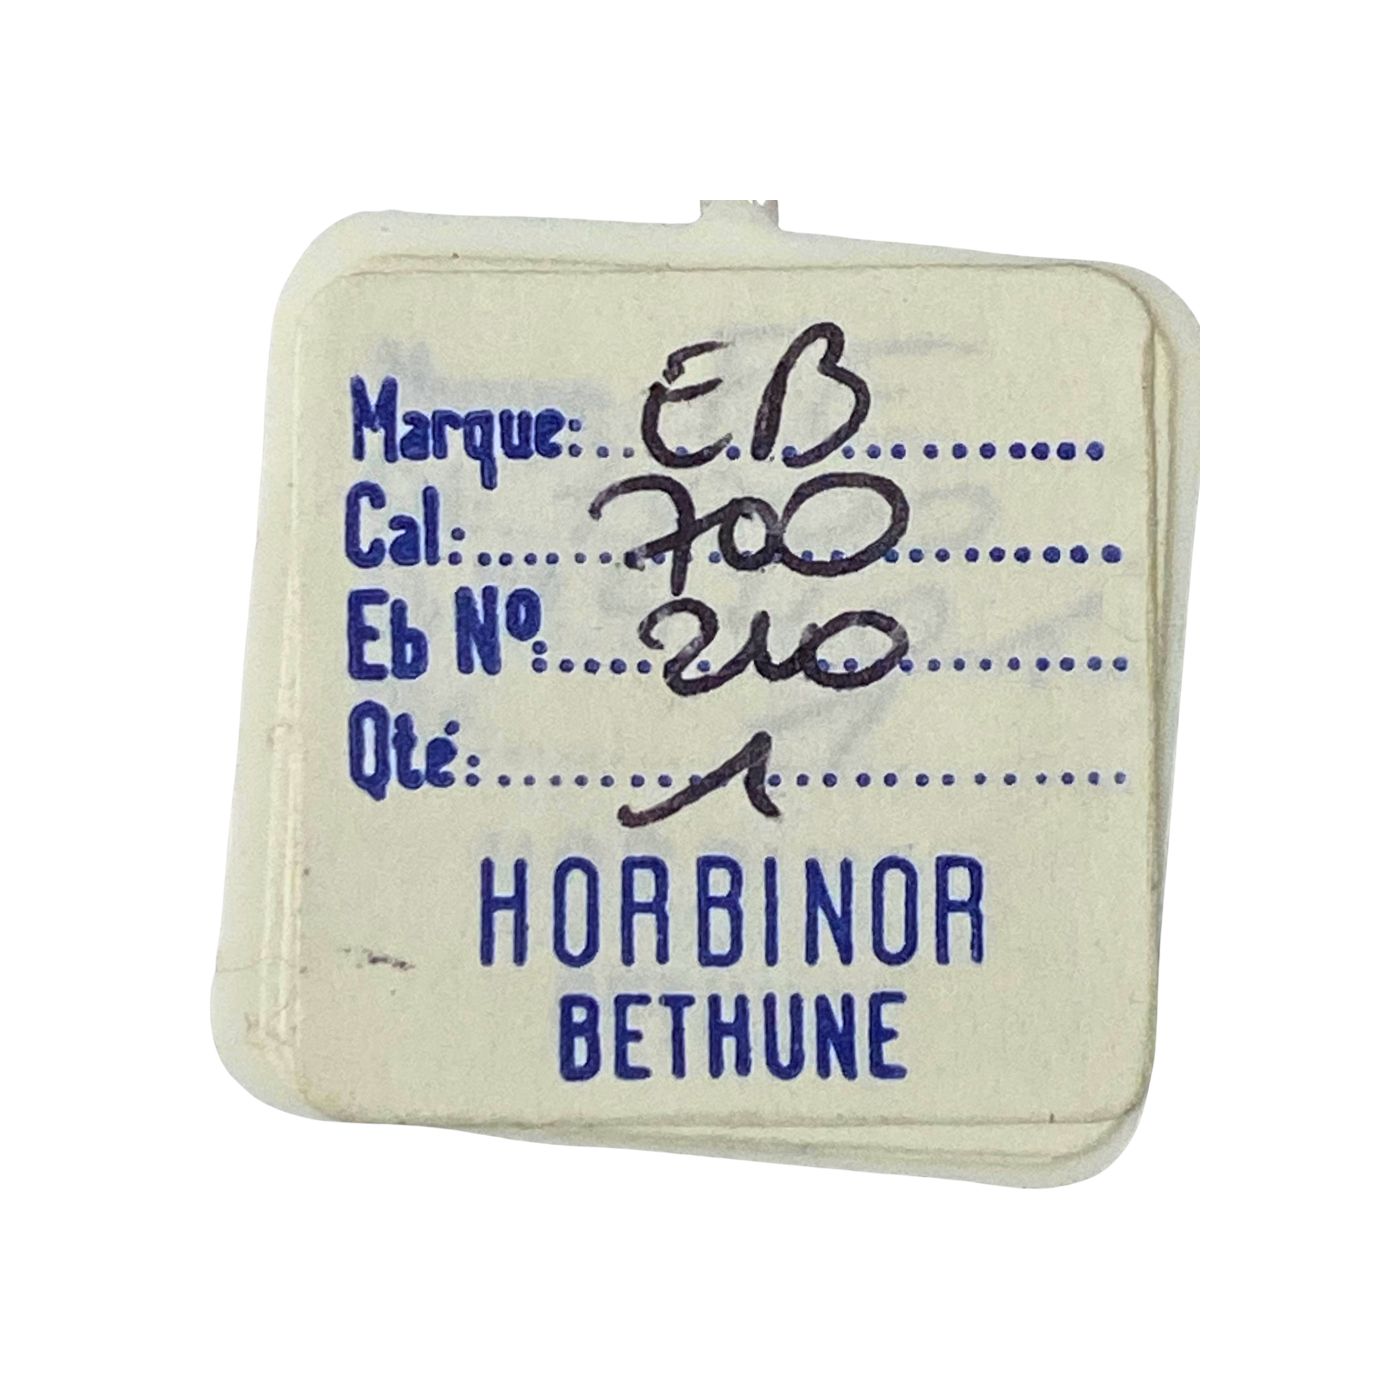 Marque: EB
Cal: 700
Eb Nº: 210
Qté: 1
HORBINOR
BETHUNE